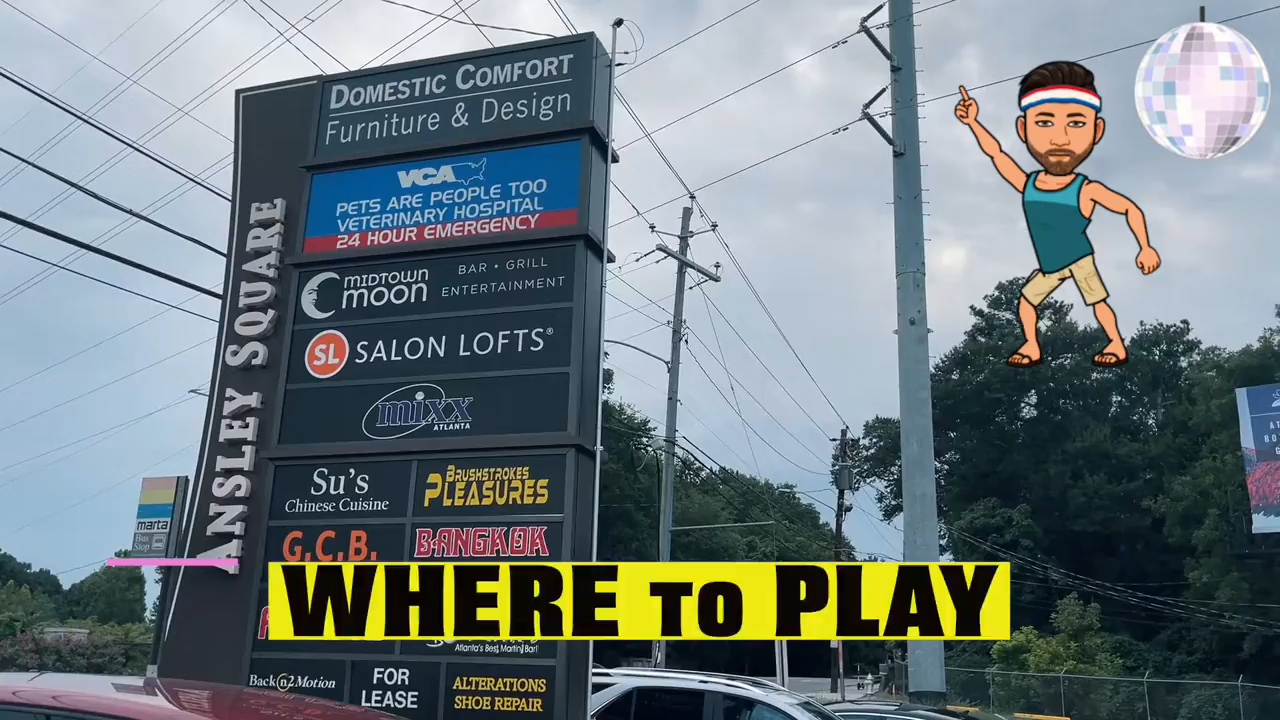 DOMESTIC COMFORT
Furniture & Design
ANSLEY SQUARE
VCA
PETS ARE PEOPLE TOO
VETERINARY HOSPITAL
24 HOUR EMERGENCY
MIDTOWN moon
BAR • GRILL
ENTERTAINMENT
SL SALON LOFTS®
mixx
ATLANTA
Su's
Chinese Cuisine
BRUSHSTROKES
PLEASURES
G.C.B.
BANGKOK
marta
Bus
Stop
WHERE TO PLAY
Atlanta's Best Martini Bar!
Back n2 Motion
FOR
LEASE
ALTERATIONS
SHOE REPAIR